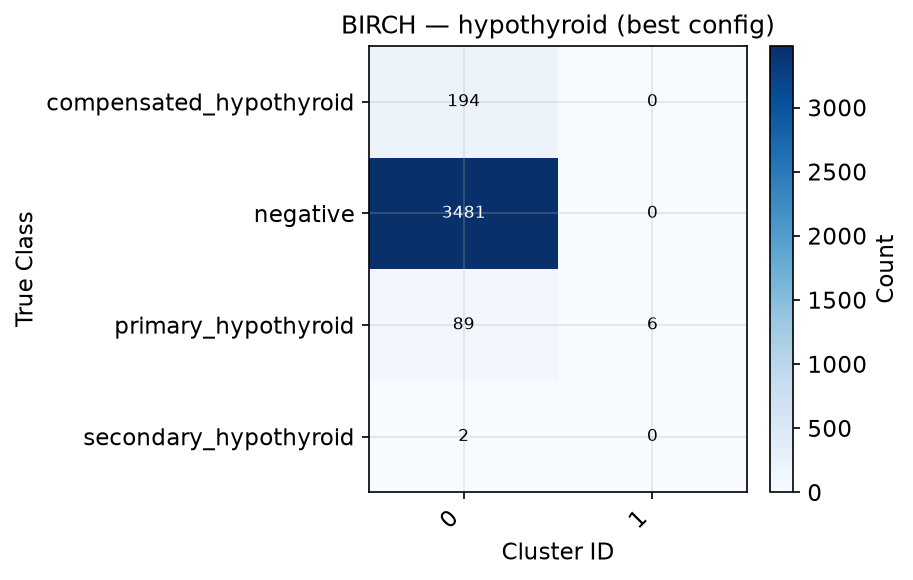 BIRCH — hypothyroid (best config)
compensated_hypothyroid 194 0
negative 3481 0
primary_hypothyroid 89 6
secondary_hypothyroid 2 0
0 1
Cluster ID
True Class
3000
2500
2000
1500
1000
500
0
Count